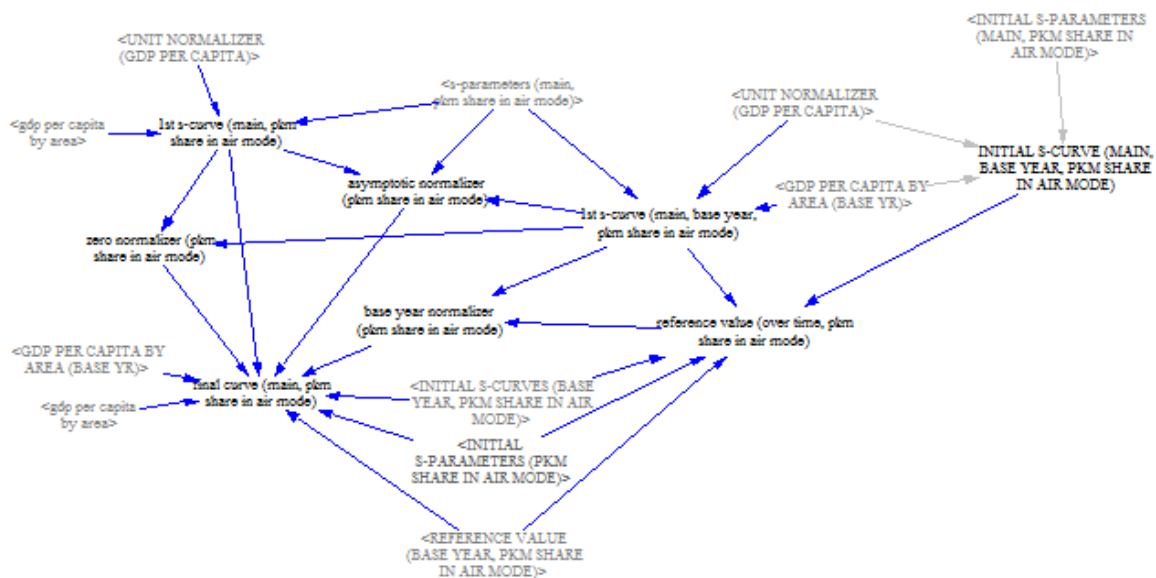 <INITIAL S-PARAMETERS
(MAIN, PKM SHARE IN
AIR MODE)>
<UNIT NORMALIZER
(GDP PER CAPITA)>
<s-parameters (main,
pkm share in air mode)>
<UNIT NORMALIZER
(GDP PER CAPITA)>
<gdp per capita
by area>
1st s-curve (main, pkm
share in air mode)
INITIAL S-CURVE (MAIN,
BASE YEAR, PKM SHARE
IN AIR MODE)
asymptotic normalizer
(pkm share in air mode)
<GDP PER CAPITA BY
AREA (BASE YR)>
1st s-curve (main, base year,
pkm share in air mode)
zero normalizer (pkm
share in air mode)
base year normalizer
(pkm share in air mode)
reference value (over time, pkm
share in air mode)
<GDP PER CAPITA BY
AREA (BASE YR)>
final curve (main, pkm
share in air mode)
<INITIAL S-CURVES (BASE
YEAR, PKM SHARE IN AIR
MODE)>
<gdp per capita
by area>
<INITIAL
S-PARAMETERS (PKM
SHARE IN AIR MODE)>
<REFERENCE VALUE
(BASE YEAR, PKM SHARE
IN AIR MODE)>